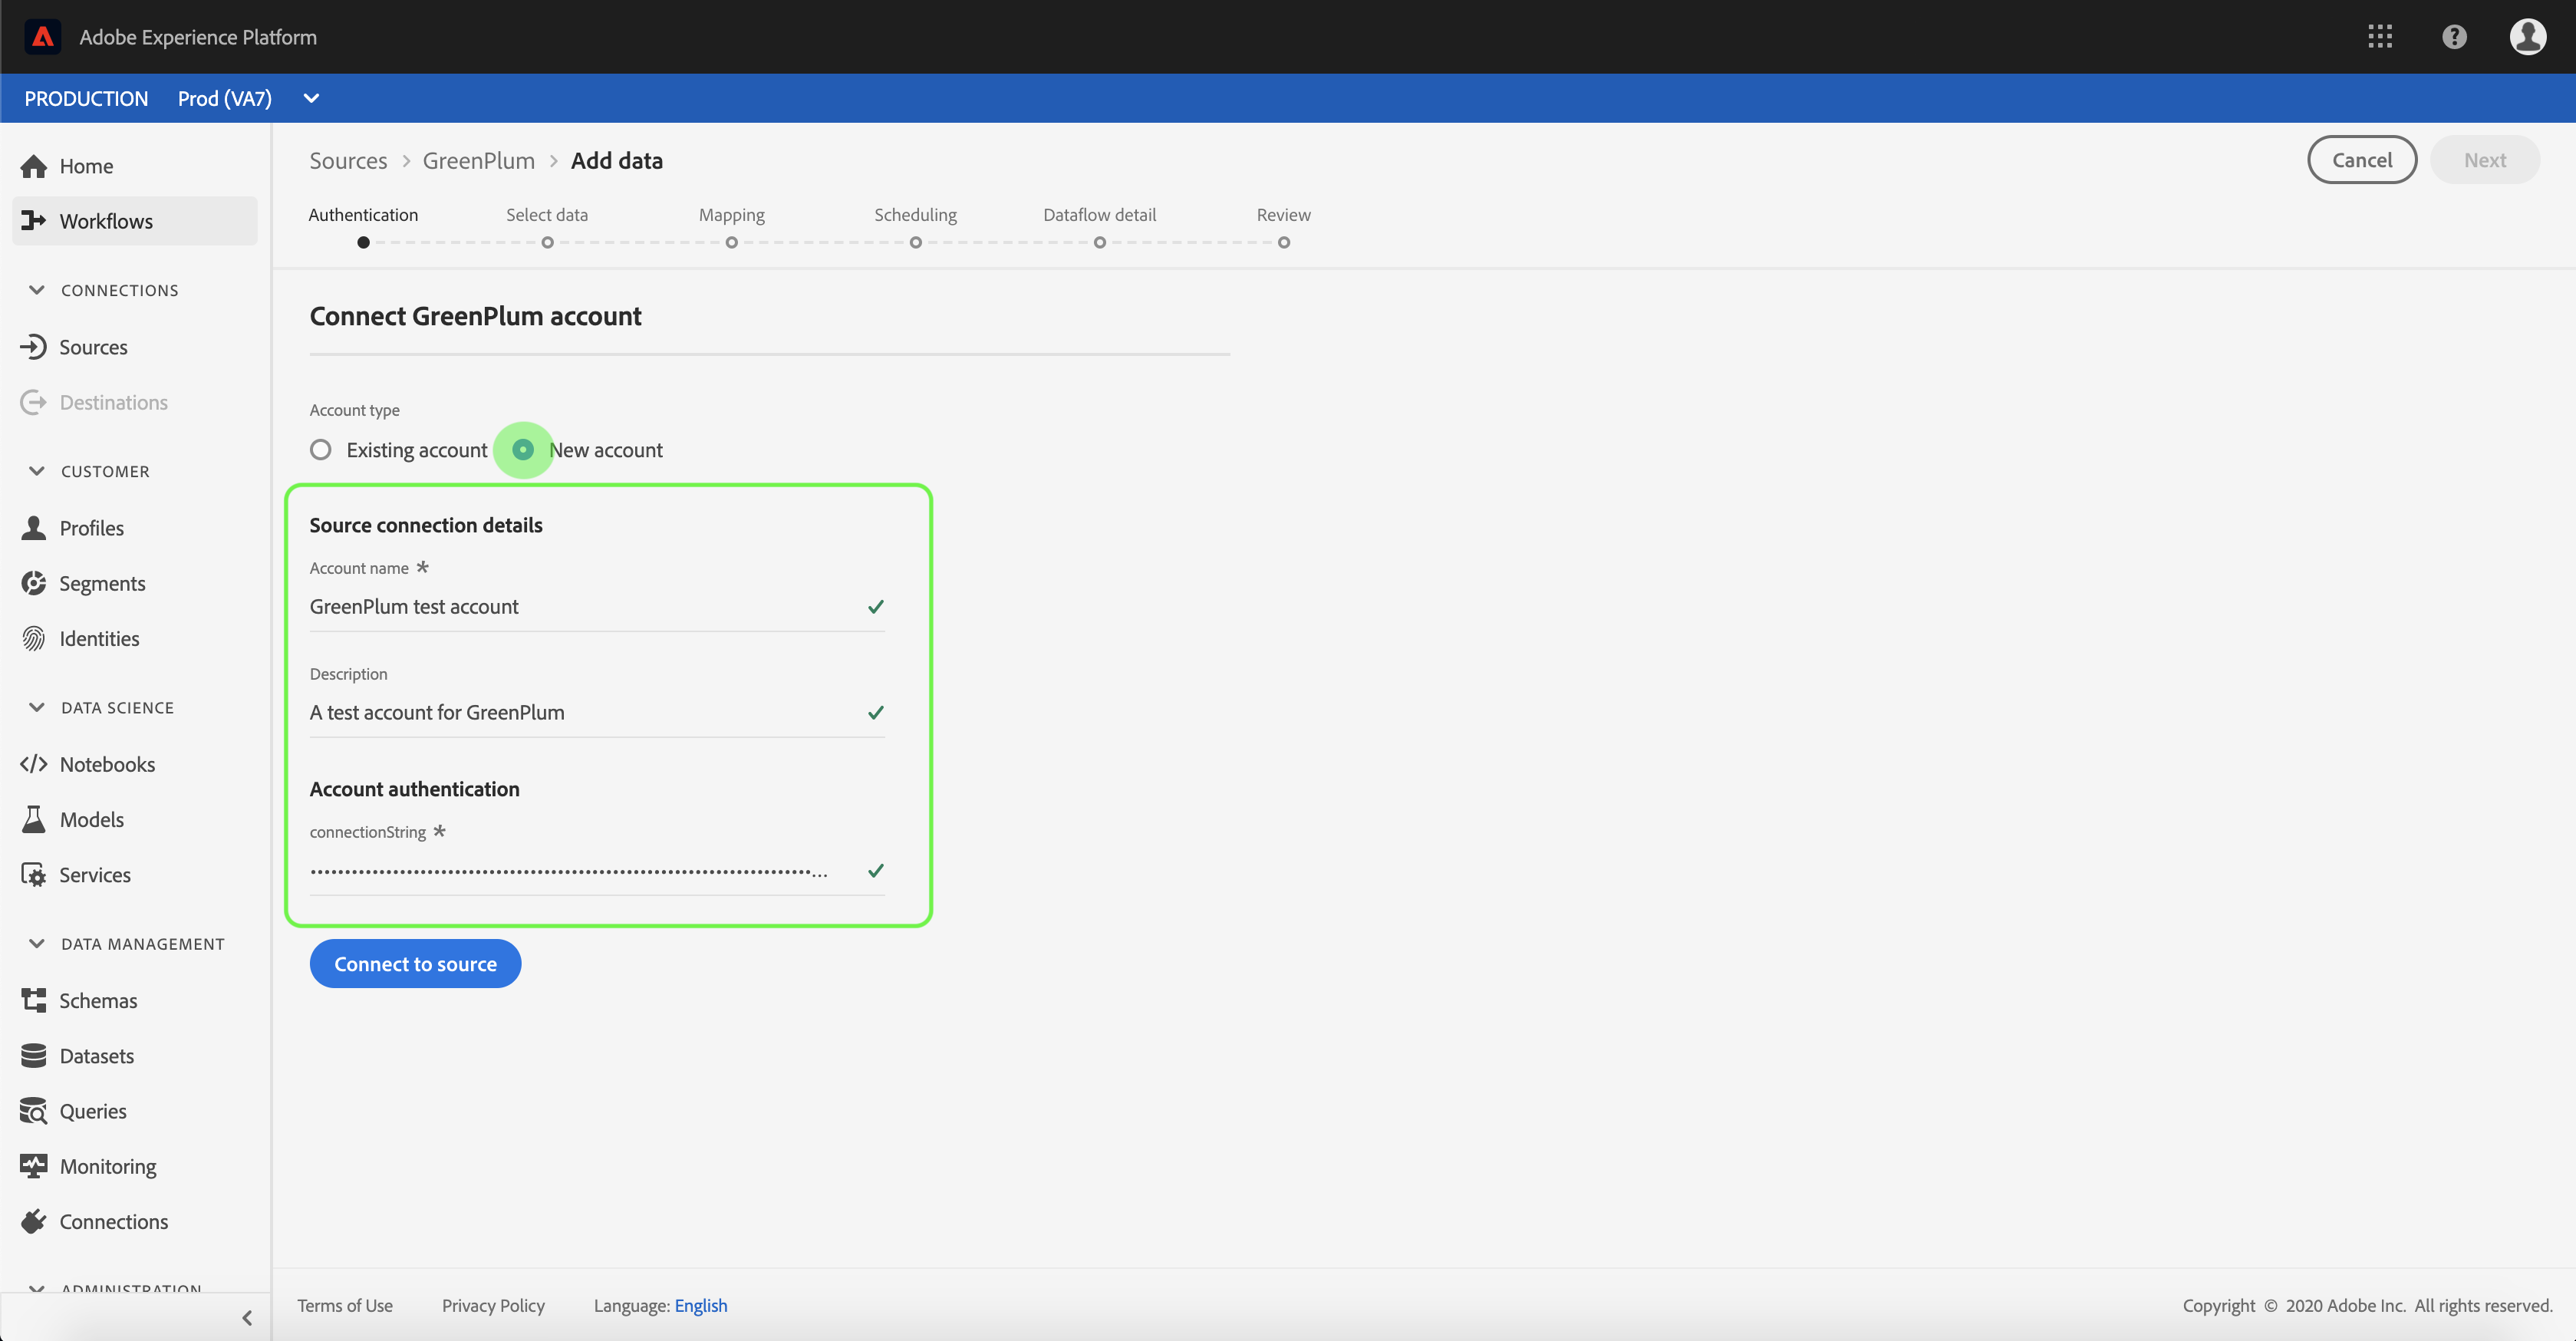 Adobe Experience Platform
PRODUCTION Prod (VA7)
Home
Workflows
CONNECTIONS
Sources
Destinations
CUSTOMER
Profiles
Segments
Identities
DATA SCIENCE
Notebooks
Models
Services
DATA MANAGEMENT
Schemas
Datasets
Queries
Monitoring
Connections
ADMINISTRATION
Sources > GreenPlum > Add data
Cancel Next
Authentication Select data Mapping Scheduling Dataflow detail Review
Connect GreenPlum account
Account type
Existing account New account
Source connection details
Account name *
GreenPlum test account
Description
A test account for GreenPlum
Account authentication
connectionString *
Connect to source
Terms of Use Privacy Policy Language: English Copyright © 2020 Adobe Inc. All rights reserved.